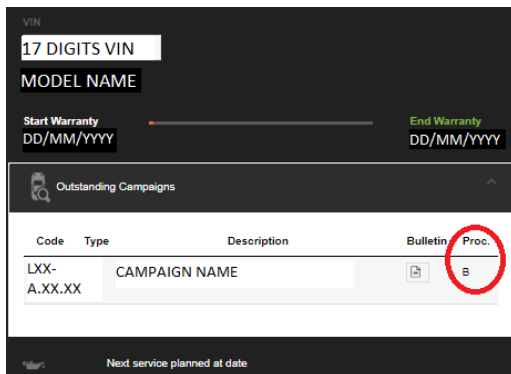 VIN
17 DIGITS VIN
MODEL NAME
Start Warranty End Warranty
DD/MM/YYYY DD/MM/YYYY
Outstanding Campaigns
Code Type Description Bulletin Proc.
LXX- CAMPAIGN NAME B
A.XX.XX
Next service planned at date